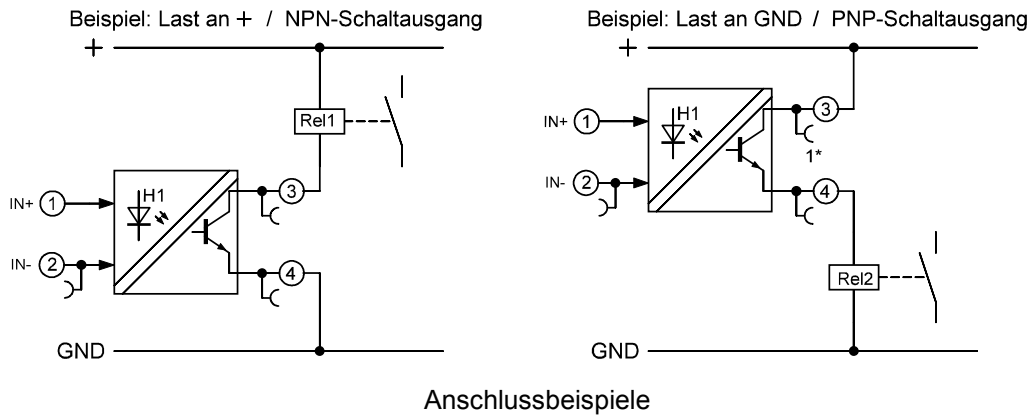 Beispiel: Last an + / NPN-Schaltausgang
+
Rel1
H1
IN+ 1
IN- 2
3
4
GND
Beispiel: Last an GND / PNP-Schaltausgang
+
H1
IN+ 1
IN- 2
3
1*
4
Rel2
GND
Anschlussbeispiele